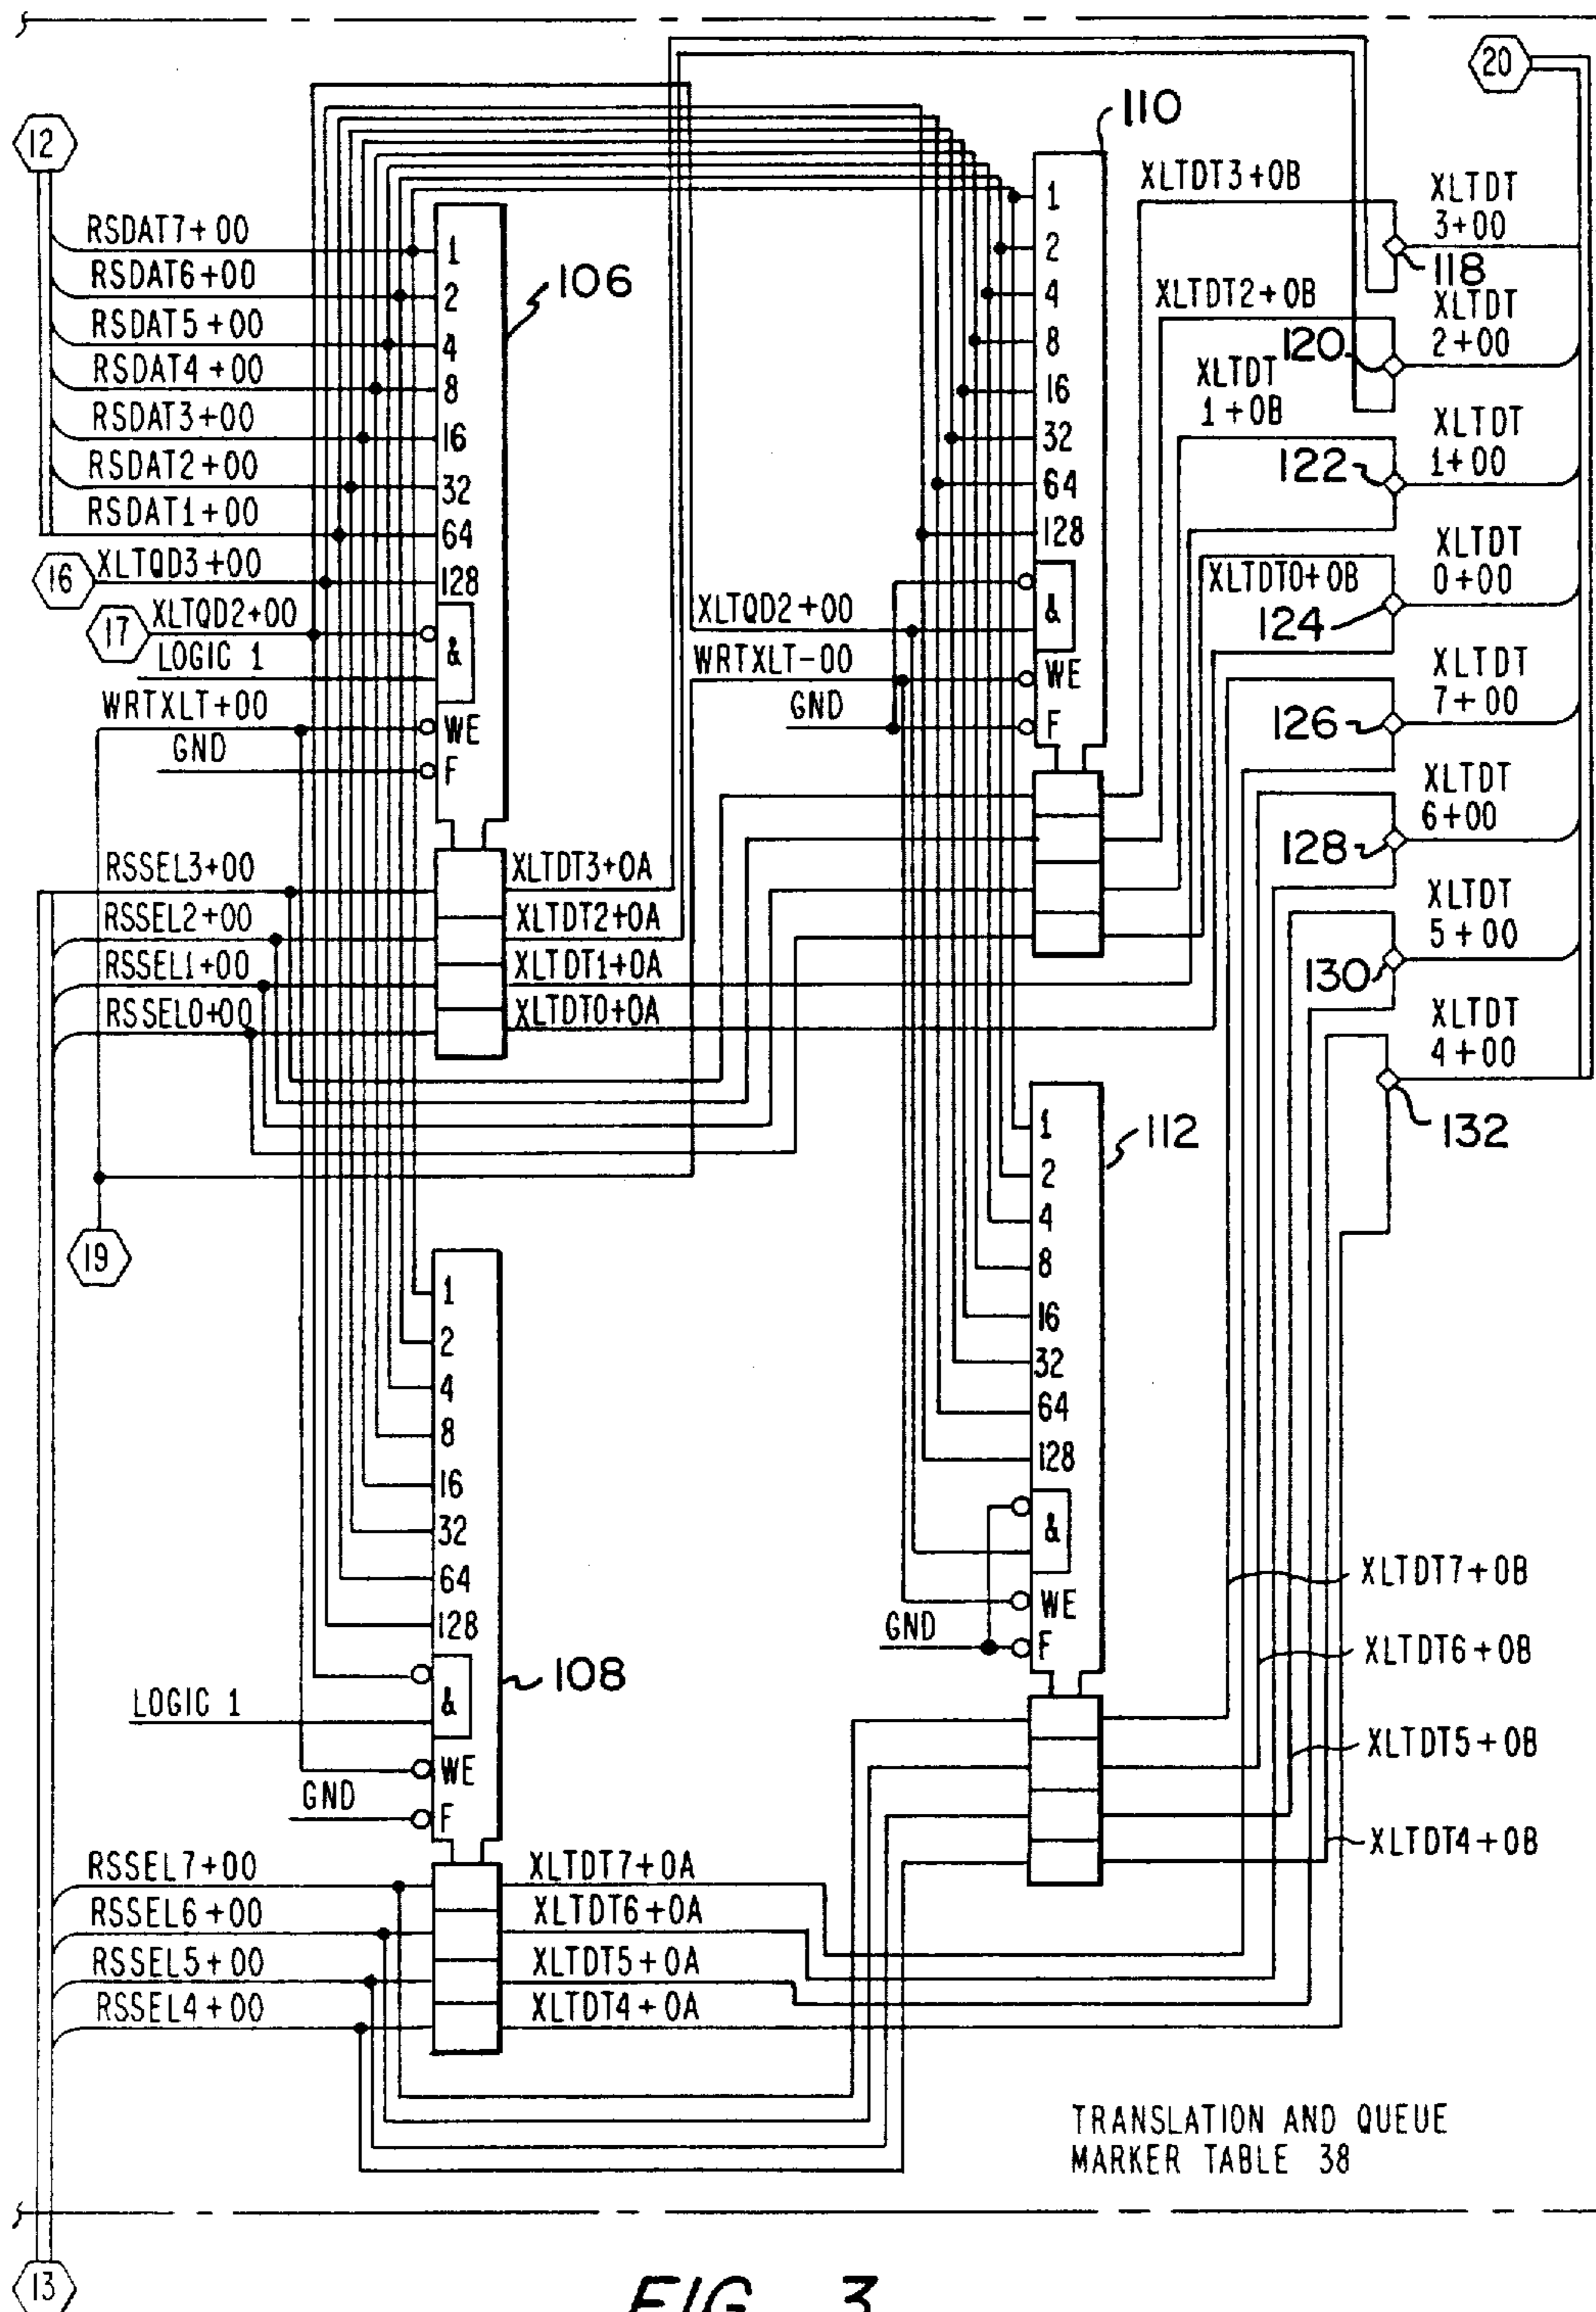 20
12
110
XLTDT3+0B
XLTDT
3+00
118
RSDAT7+00
RSDAT6+00
RSDAT5+00
RSDAT4+00
RSDAT3+00
RSDAT2+00
RSDAT1+00
16
XLTQD3+00
17
XLTQD2+00
LOGIC 1
WRTXLT+00
GND
1
2
4
8
16
32
64
128
&
WE
F
106
XLTQD2+00
WRTXLT-00
GND
1
2
4
8
16
32
64
128
&
WE
F
XLTDT2+0B
120
XLTDT
2+00
XLTDT
1+0B
122
XLTDT
1+00
XLTDT0+0B
124
XLTDT
0+00
126
XLTDT
7+00
128
XLTDT
6+00
130
XLTDT
5+00
XLTDT
4+00
132
RSSEL3+00
RSSEL2+00
RSSEL1+00
RSSEL0+00
XLTDT3+0A
XLTDT2+0A
XLTDT1+0A
XLTDT0+0A
19
1
2
4
8
16
32
64
128
&
WE
F
108
LOGIC 1
GND
112
1
2
4
8
16
32
64
128
&
WE
F
GND
XLTDT7+0B
XLTDT6+0B
XLTDT5+0B
XLTDT4+0B
RSSEL7+00
RSSEL6+00
RSSEL5+00
RSSEL4+00
XLTDT7+0A
XLTDT6+0A
XLTDT5+0A
XLTDT4+0A
TRANSLATION AND QUEUE
MARKER TABLE 38
13
FIG. 3